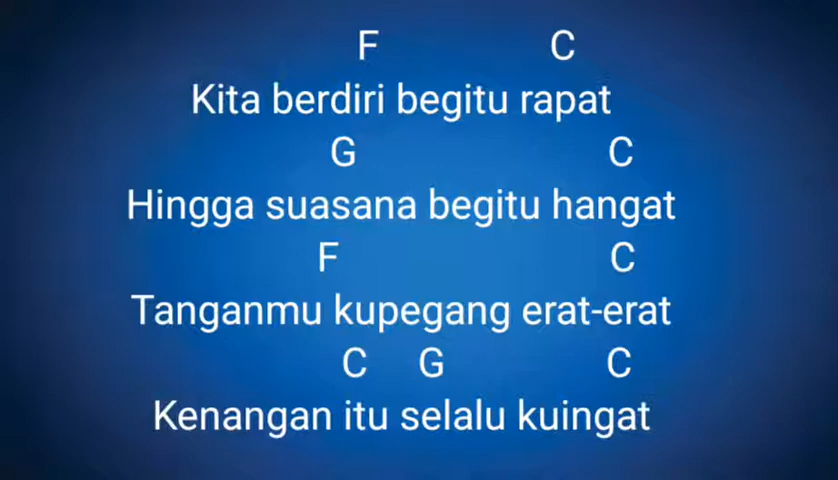 F C
Kita berdiri begitu rapat
G C
Hingga suasana begitu hangat
F C
Tanganmu kupegang erat-erat
C G C
Kenangan itu selalu kuingat